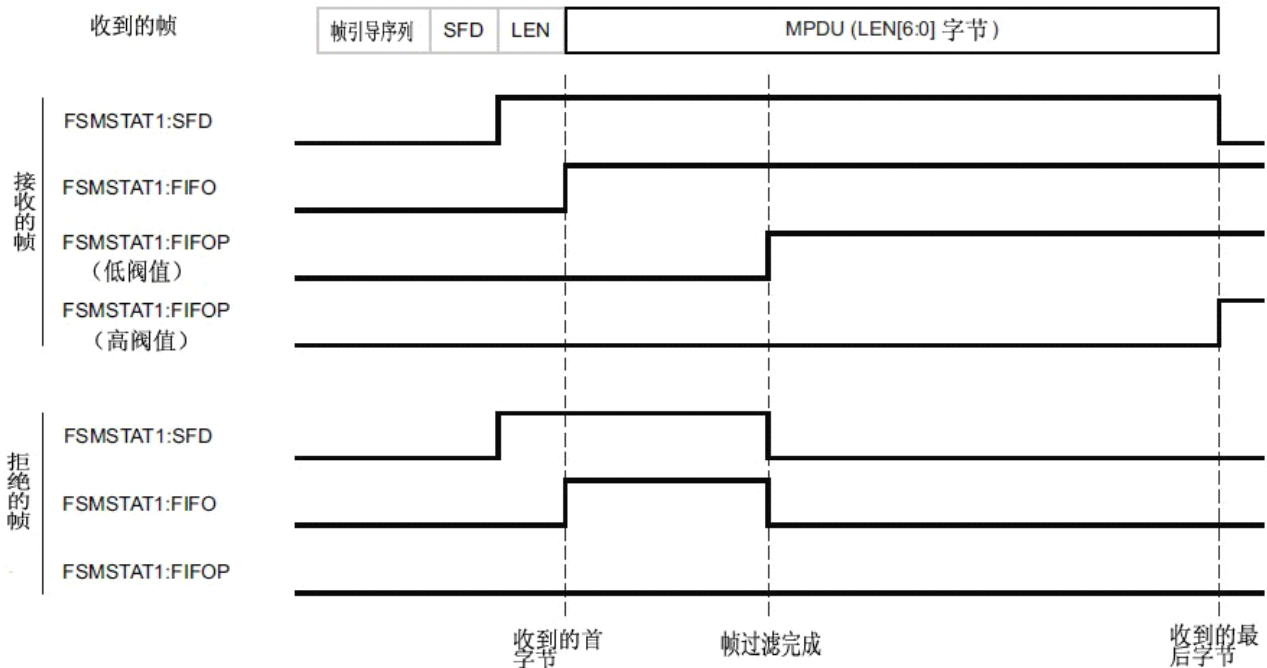 收到的帧
帧引导序列 SFD LEN MPDU (LEN[6:0] 字节)
接收的帧
FSMSTAT1:SFD
FSMSTAT1:FIFO
FSMSTAT1:FIFOP
(低阀值)
FSMSTAT1:FIFOP
(高阀值)
拒绝的帧
FSMSTAT1:SFD
FSMSTAT1:FIFO
FSMSTAT1:FIFOP
收到的首
字节
帧过滤完成
收到的最
后字节